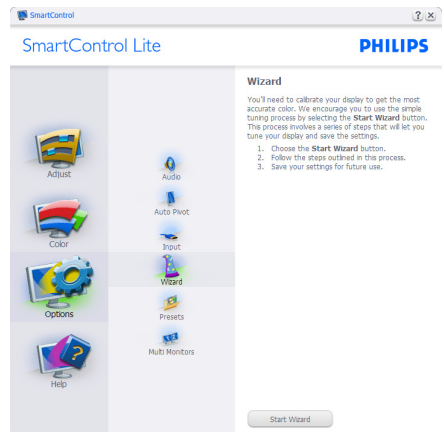 SmartControl
SmartControl Lite
PHILIPS
Adjust
Color
Options
Help
Audio
Auto Pivot
Input
Wizard
Presets
Multi Monitors
Wizard
You'll need to calibrate your display to get the most
accurate color. We encourage you to use the simple
tuning process by selecting the Start Wizard button.
This process involves a series of steps that will let you
tune your display and save the settings.
1. Choose the Start Wizard button.
2. Follow the steps outlined in this process.
3. Save your settings for future use.
Start Wizard